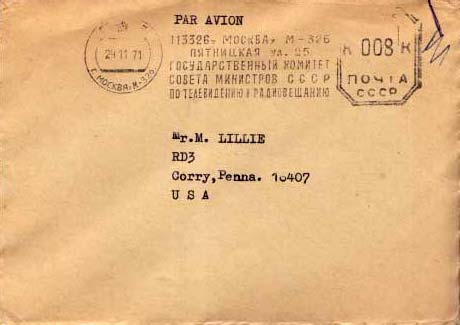 PAR AVION
113326, МОСКВА, М-326
ПЯТНИЦКАЯ ул. 25
ГОСУДАРСТВЕННЫЙ КОМИТЕТ
СОВЕТА МИНИСТРОВ СССР
ПО ТЕЛЕВИДЕНИЮ И РАДИОВЕЩАНИЮ
29 11 71
Г. МОСКВА, М-326
К 008 К
ПОЧТА
СССР
mr.M. LILLIE
RD3
Corry,Penna. 16407
U S A